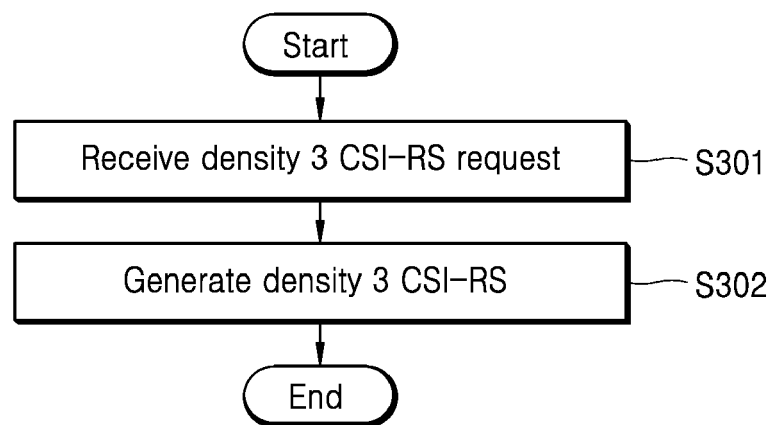 Start
Receive density 3 CSI-RS request
S301
Generate density 3 CSI-RS
S302
End